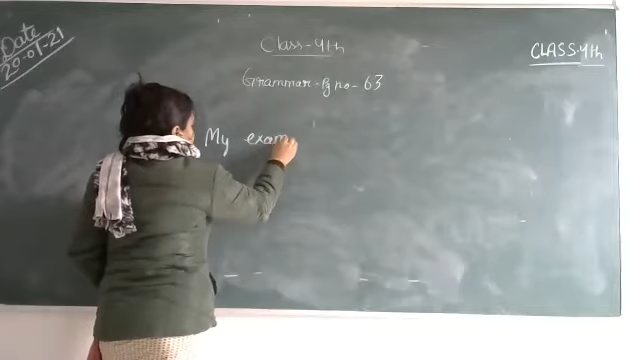 Date
20-01-21
Class-4th
CLASS-4th
Grammar-Pg no-63
My exam